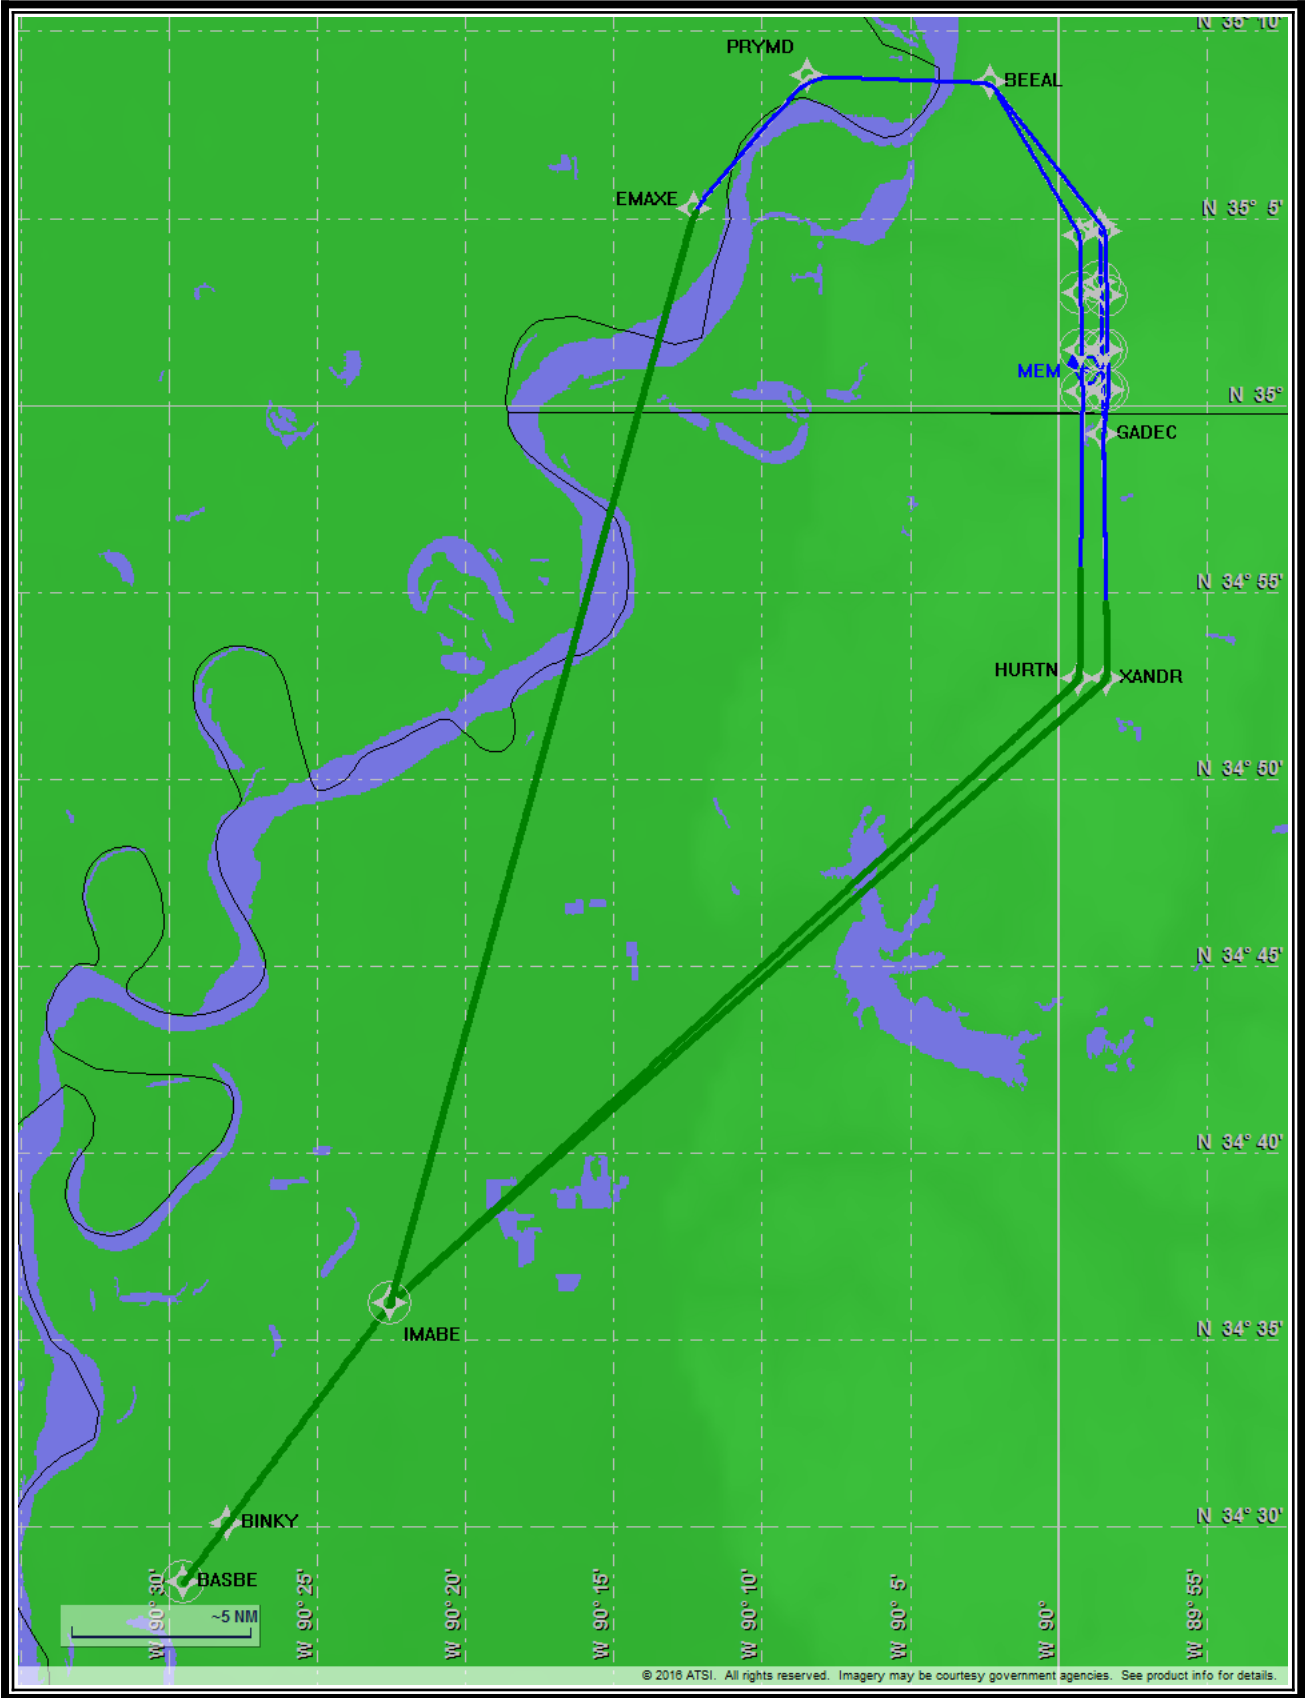 N 35° 10'
PRYMD
BEEAL
EMAXE
N 35° 5'
MEM
N 35°
GADEC
N 34° 55'
HURTN
XANDR
N 34° 50'
N 34° 45'
N 34° 40'
IMABE
N 34° 35'
BINKY
N 34° 30'
BASBE
W 90° 30'
W 90° 25'
W 90° 20'
W 90° 15'
W 90° 10'
W 90° 5'
W 90°
W 89° 55'
~5 NM
© 2016 ATSI. All rights reserved. Imagery may be courtesy government agencies. See product info for details.